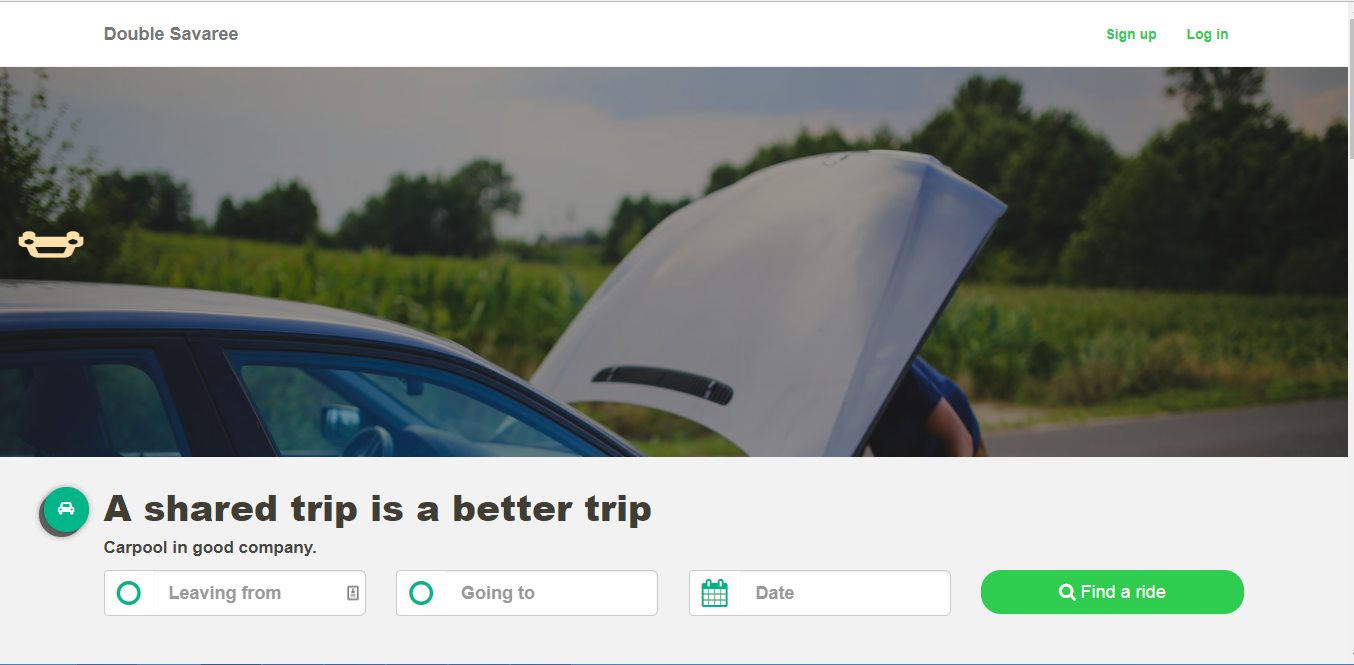 Double Savaree
Sign up Log in
A shared trip is a better trip
Carpool in good company.
Leaving from Going to Date Find a ride